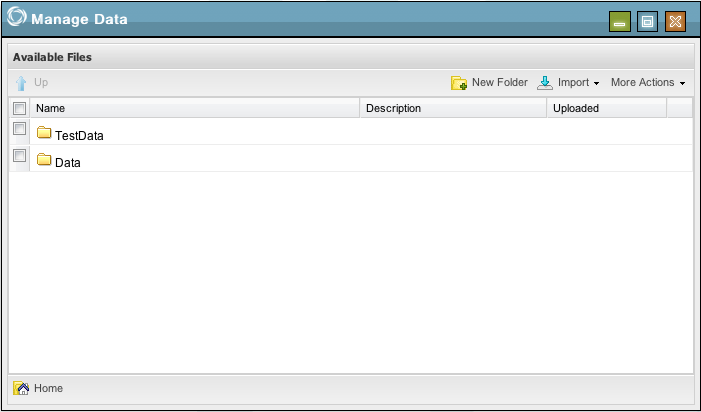 Manage Data
Available Files
Up New Folder Import More Actions
Name Description Uploaded
TestData
Data
Home